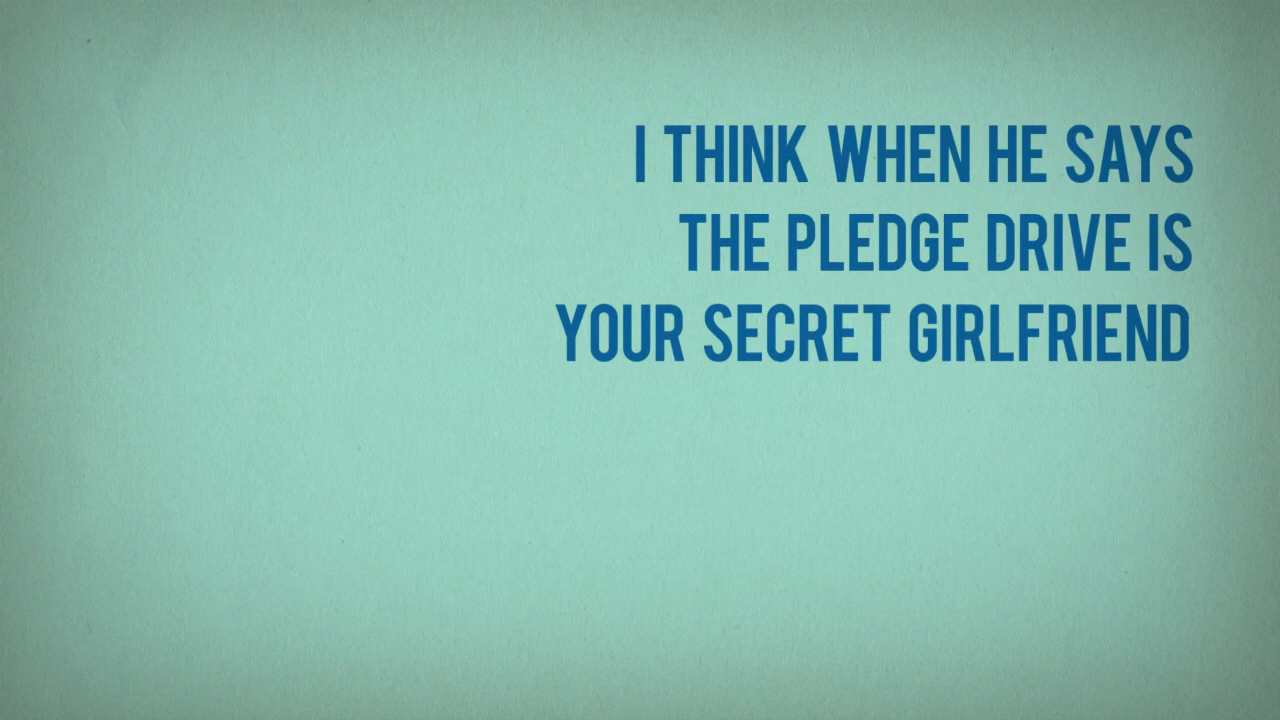 I THINK WHEN HE SAYS
THE PLEDGE DRIVE IS
YOUR SECRET GIRLFRIEND